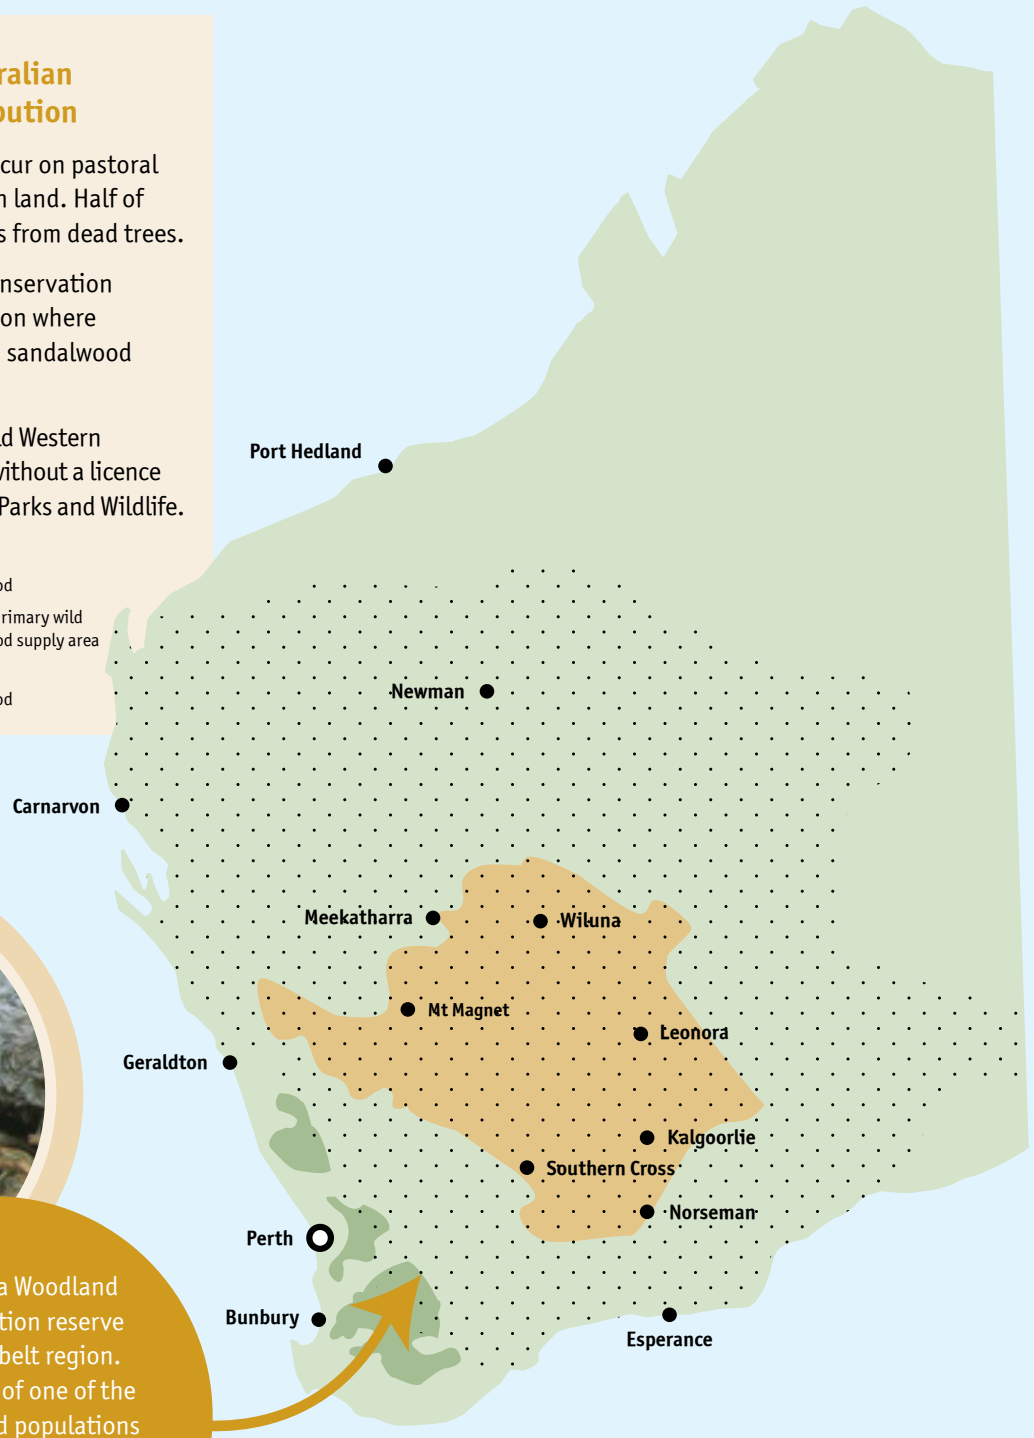 ralian
bution
cur on pastoral
n land. Half of
s from dead trees.
nservation
on where
sandalwood
ld Western
without a licence
Parks and Wildlife.
od
rimary wild
od supply area
od
Port Hedland
Newman
Carnarvon
Meekatharra
Wiluna
Mt Magnet
Leonora
Geraldton
Kalgoorlie
Southern Cross
Norseman
Perth
Bunbury
Esperance
a Woodland
tion reserve
belt region.
of one of the
d populations